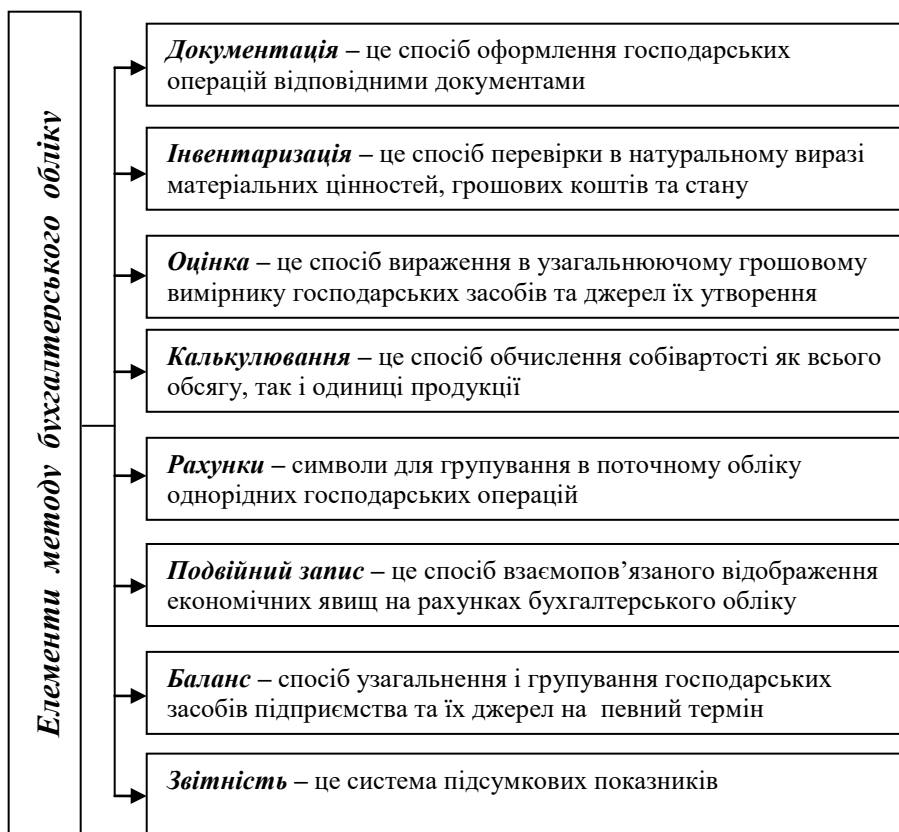 Елементи методу бухгалтерського обліку
Документація – це спосіб оформлення господарських
операцій відповідними документами
Інвентаризація – це спосіб перевірки в натуральному виразі
матеріальних цінностей, грошових коштів та стану
Оцінка – це спосіб вираження в узагальнюючому грошовому
вимірнику господарських засобів та джерел їх утворення
Калькулювання – це спосіб обчислення собівартості як всього
обсягу, так і одиниці продукції
Рахунки – символи для групування в поточному обліку
однорідних господарських операцій
Подвійний запис – це спосіб взаємопов’язаного відображення
економічних явищ на рахунках бухгалтерського обліку
Баланс – спосіб узагальнення і групування господарських
засобів підприємства та їх джерел на певний термін
Звітність – це система підсумкових показників